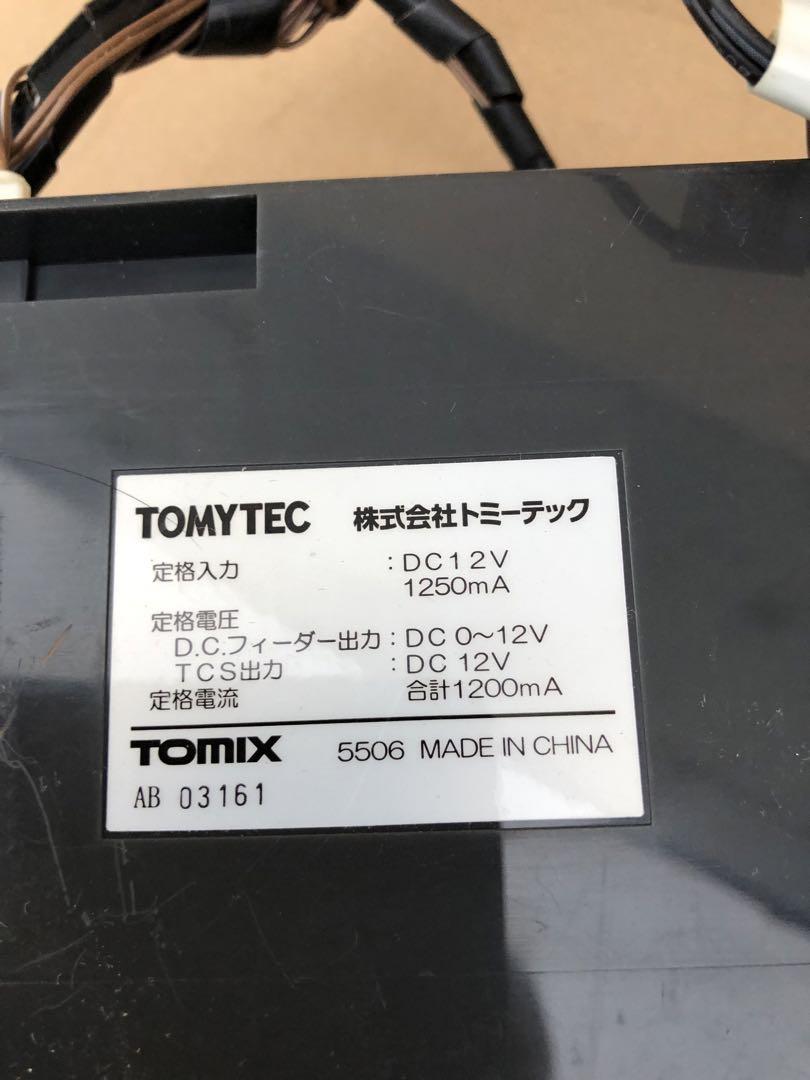 TOMYTEC 株式会社トミーテック
定格入力 :DC12V
1250mA
定格電圧
D.C.フィーダー出力:DC 0～12V
TCS出力 :DC 12V
定格電流 合計1200mA
TOMIX 5506 MADE IN CHINA
AB 03161